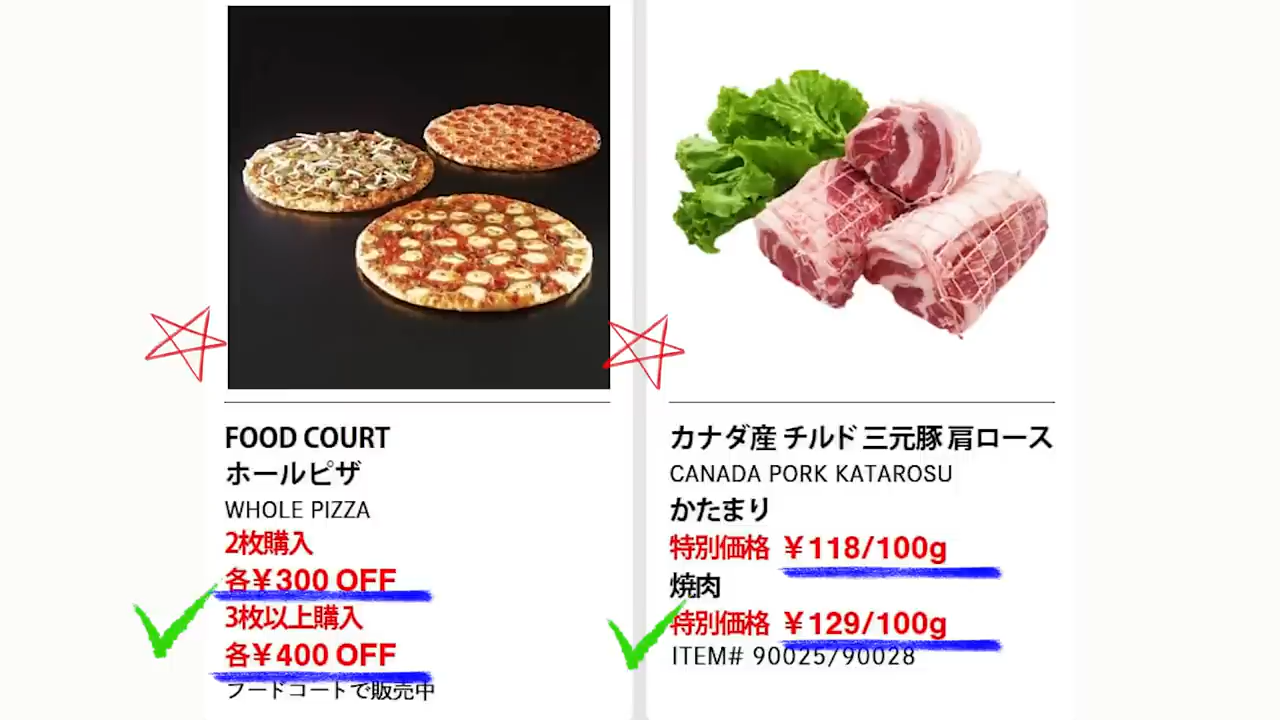 FOOD COURT
ホールピザ
WHOLE PIZZA
2枚購入
各¥300 OFF
3枚以上購入
各¥400 OFF
フードコートで販売中
カナダ産 チルド 三元豚 肩ロース
CANADA PORK KATAROSU
かたまり
特別価格 ¥118/100g
焼肉
特別価格 ¥129/100g
ITEM# 90025/90028